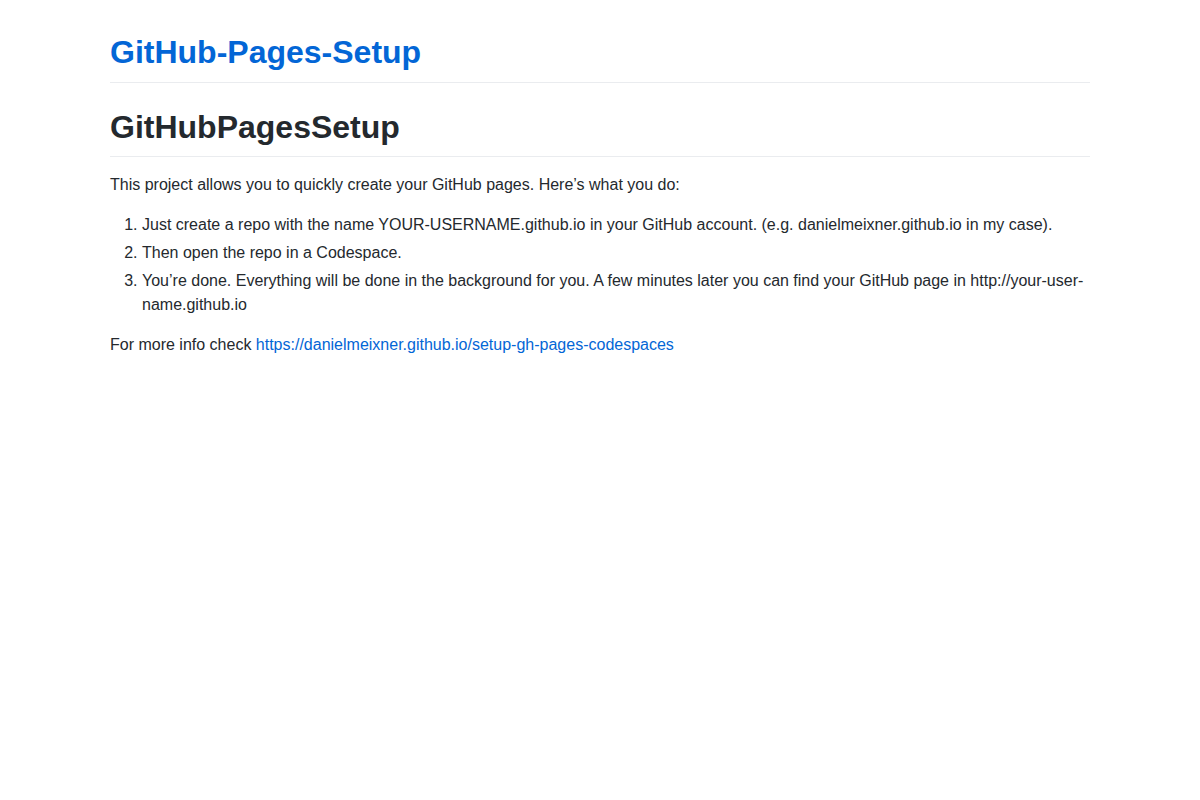 GitHub-Pages-Setup
GitHubPagesSetup
This project allows you to quickly create your GitHub pages. Here’s what you do:
1. Just create a repo with the name YOUR-USERNAME.github.io in your GitHub account. (e.g. danielmeixner.github.io in my case).
2. Then open the repo in a Codespace.
3. You’re done. Everything will be done in the background for you. A few minutes later you can find your GitHub page in http://your-user-
name.github.io
For more info check https://danielmeixner.github.io/setup-gh-pages-codespaces